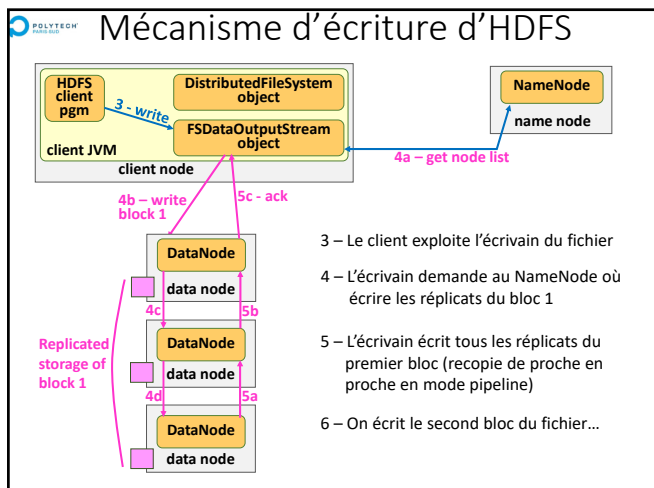 POLYTECH
PARIS-SUD
Mécanisme d'écriture d'HDFS
HDFS
client
pgm
DistributedFileSystem
object
3 - write
FSDataOutputStream
object
client JVM
client node
NameNode
name node
4a – get node list
4b – write
block 1
5c - ack
DataNode
data node
4c
5b
DataNode
data node
4d
5a
DataNode
data node
Replicated
storage of
block 1
3 – Le client exploite l'écrivain du fichier
4 – L'écrivain demande au NameNode où
écrire les réplicats du bloc 1
5 – L'écrivain écrit tous les réplicats du
premier bloc (recopie de proche en
proche en mode pipeline)
6 – On écrit le second bloc du fichier…